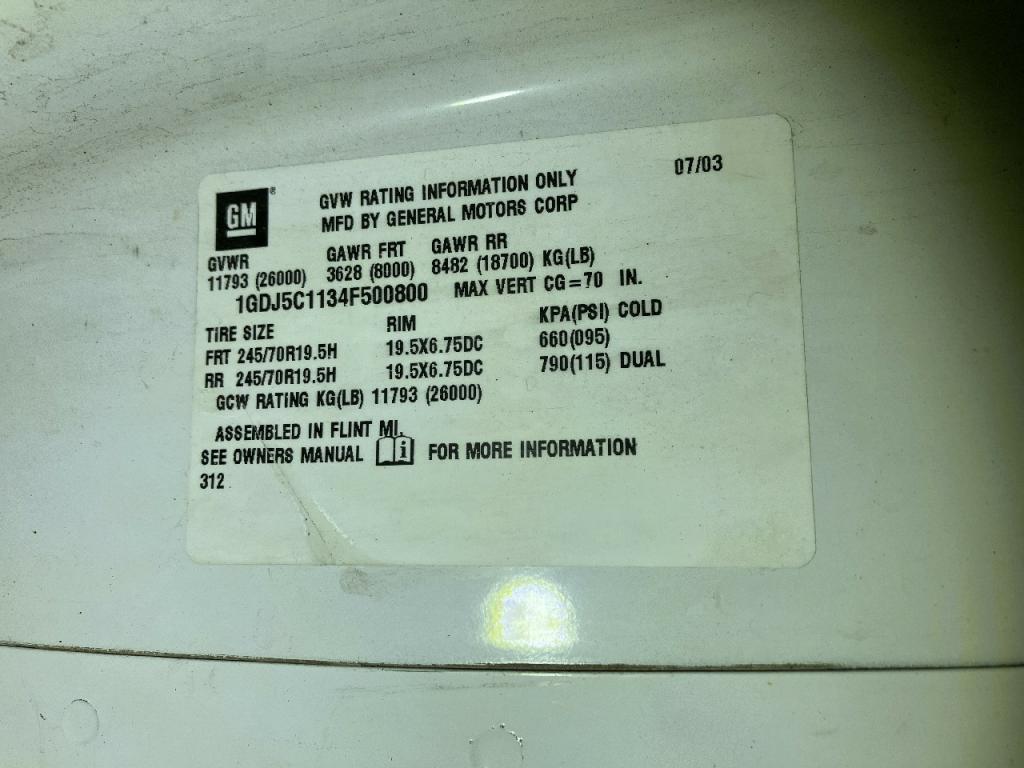 GM®
GVW RATING INFORMATION ONLY 07/03
MFD BY GENERAL MOTORS CORP
GVWR GAWR FRT GAWR RR
11793 (26000) 3628 (8000) 8482 (18700) KG(LB)
1GDJ5C1134F500800 MAX VERT CG=70 IN.
TIRE SIZE RIM KPA(PSI) COLD
FRT 245/70R19.5H 19.5X6.75DC 660(095)
RR 245/70R19.5H 19.5X6.75DC 790(115) DUAL
GCW RATING KG(LB) 11793 (26000)
ASSEMBLED IN FLINT MI.
SEE OWNERS MANUAL i FOR MORE INFORMATION
312